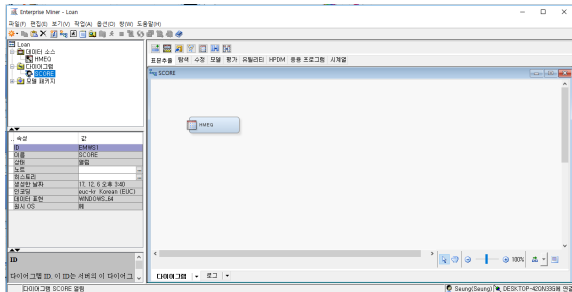 Enterprise Miner - Loan
파일(F) 편집(E) 보기(V) 작업(A) 옵션(O) 창(W) 도움말(H)
Loan
데이터 소스
HMEQ
다이어그램
SCORE
모델 패키지
표본추출 탐색 수정 모델 평가 유틸리티 HPDM 응용 프로그램 시계열
SCORE
HMEQ
.. 속성 값
ID EMWS1
이름 SCORE
상태 열림
노트
히스토리
생성한 날짜 17, 12, 6 오후 3:40
인코딩 euc-kr Korean (EUC)
데이터 표현 WINDOWS_64
원시 OS 예
ID
다이어그램 ID. 이 ID는 서버의 이 다이어그
100%
다이어그램 로그
다이어그램 SCORE 열림
Seung(Seung) DESKTOP-420N33G에 연결